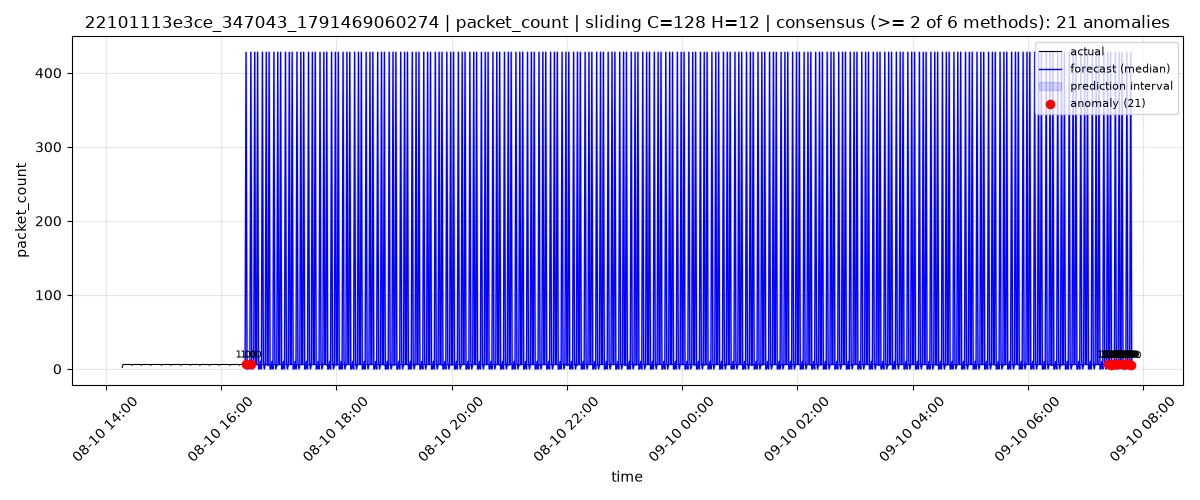 22101113e3ce_347043_1791469060274 | packet_count | sliding C=128 H=12 | consensus (>= 2 of 6 methods): 21 anomalies
packet_count
400
300
200
100
0
actual
forecast (median)
prediction interval
anomaly (21)
08-10 14:00
08-10 16:00
08-10 18:00
08-10 20:00
08-10 22:00
09-10 00:00
09-10 02:00
09-10 04:00
09-10 06:00
09-10 08:00
time